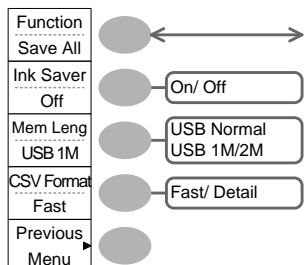 Function
Save All
Ink Saver
Off
On/ Off
Mem Leng
USB 1M
USB Normal
USB 1M/2M
CSV Format
Fast
Fast/ Detail
Previous
Menu